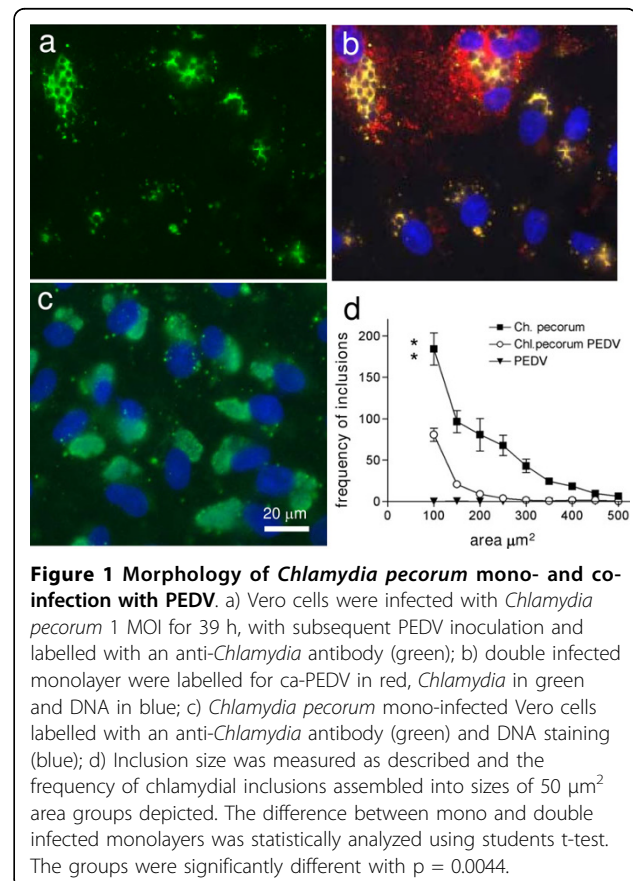 a
b
c
20 µm
d
** 
Ch. pecorum
Chl.pecorum PEDV
PEDV
frequency of inclusions
200
150
100
50
0
0 100 200 300 400 500
area µm²
Figure 1 Morphology of Chlamydia pecorum mono- and co-
infection with PEDV. a) Vero cells were infected with Chlamydia
pecorum 1 MOI for 39 h, with subsequent PEDV inoculation and
labelled with an anti-Chlamydia antibody (green); b) double infected
monolayer were labelled for ca-PEDV in red, Chlamydia in green
and DNA in blue; c) Chlamydia pecorum mono-infected Vero cells
labelled with an anti-Chlamydia antibody (green) and DNA staining
(blue); d) Inclusion size was measured as described and the
frequency of chlamydial inclusions assembled into sizes of 50 µm²
area groups depicted. The difference between mono and double
infected monolayers was statistically analyzed using students t-test.
The groups were significantly different with p = 0.0044.